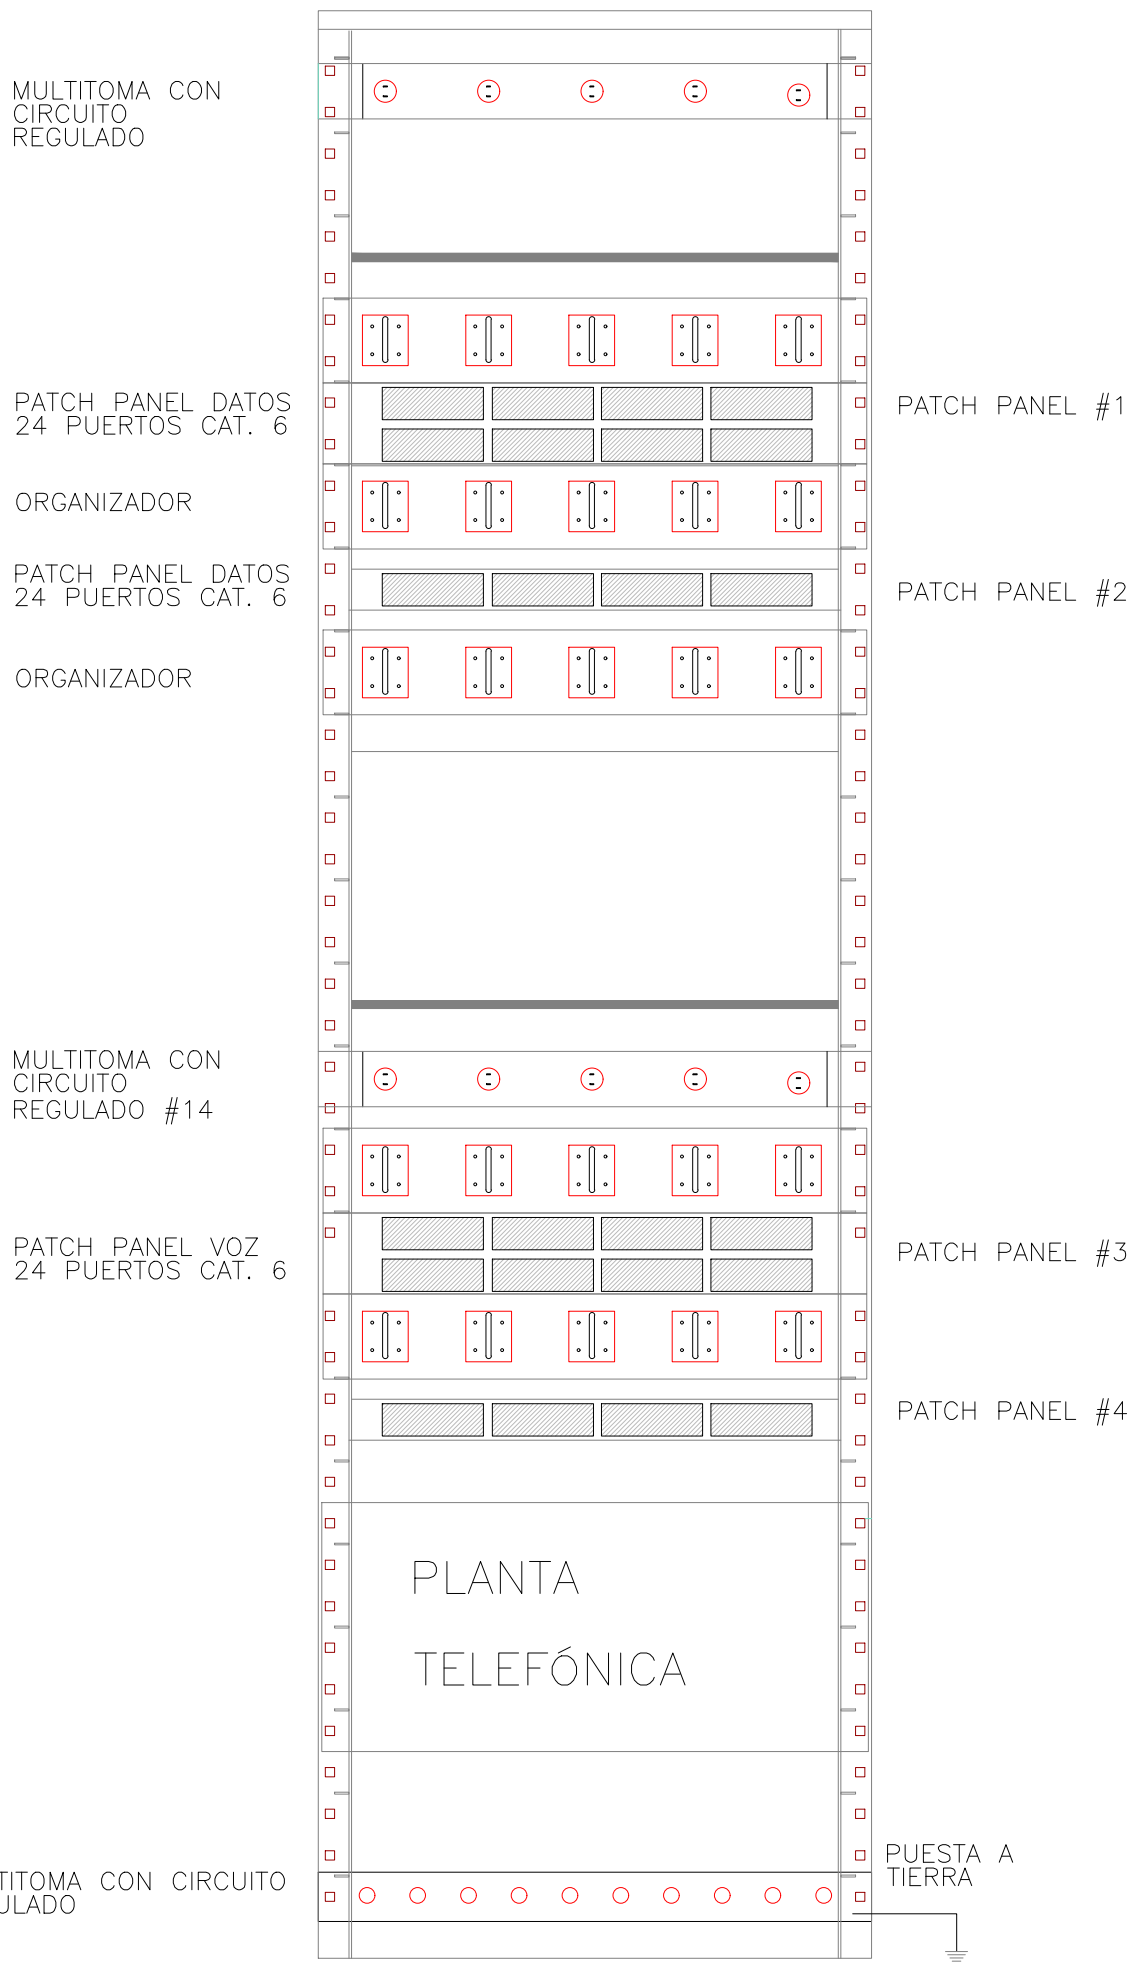 MULTITOMA CON
CIRCUITO
REGULADO
PATCH PANEL DATOS
24 PUERTOS CAT. 6
PATCH PANEL #1
ORGANIZADOR
PATCH PANEL DATOS
24 PUERTOS CAT. 6
PATCH PANEL #2
ORGANIZADOR
MULTITOMA CON
CIRCUITO
REGULADO #14
PATCH PANEL VOZ
24 PUERTOS CAT. 6
PATCH PANEL #3
PATCH PANEL #4
PLANTA
TELEFÓNICA
PUESTA A
TIERRA
TITOMA CON CIRCUITO
ULADO